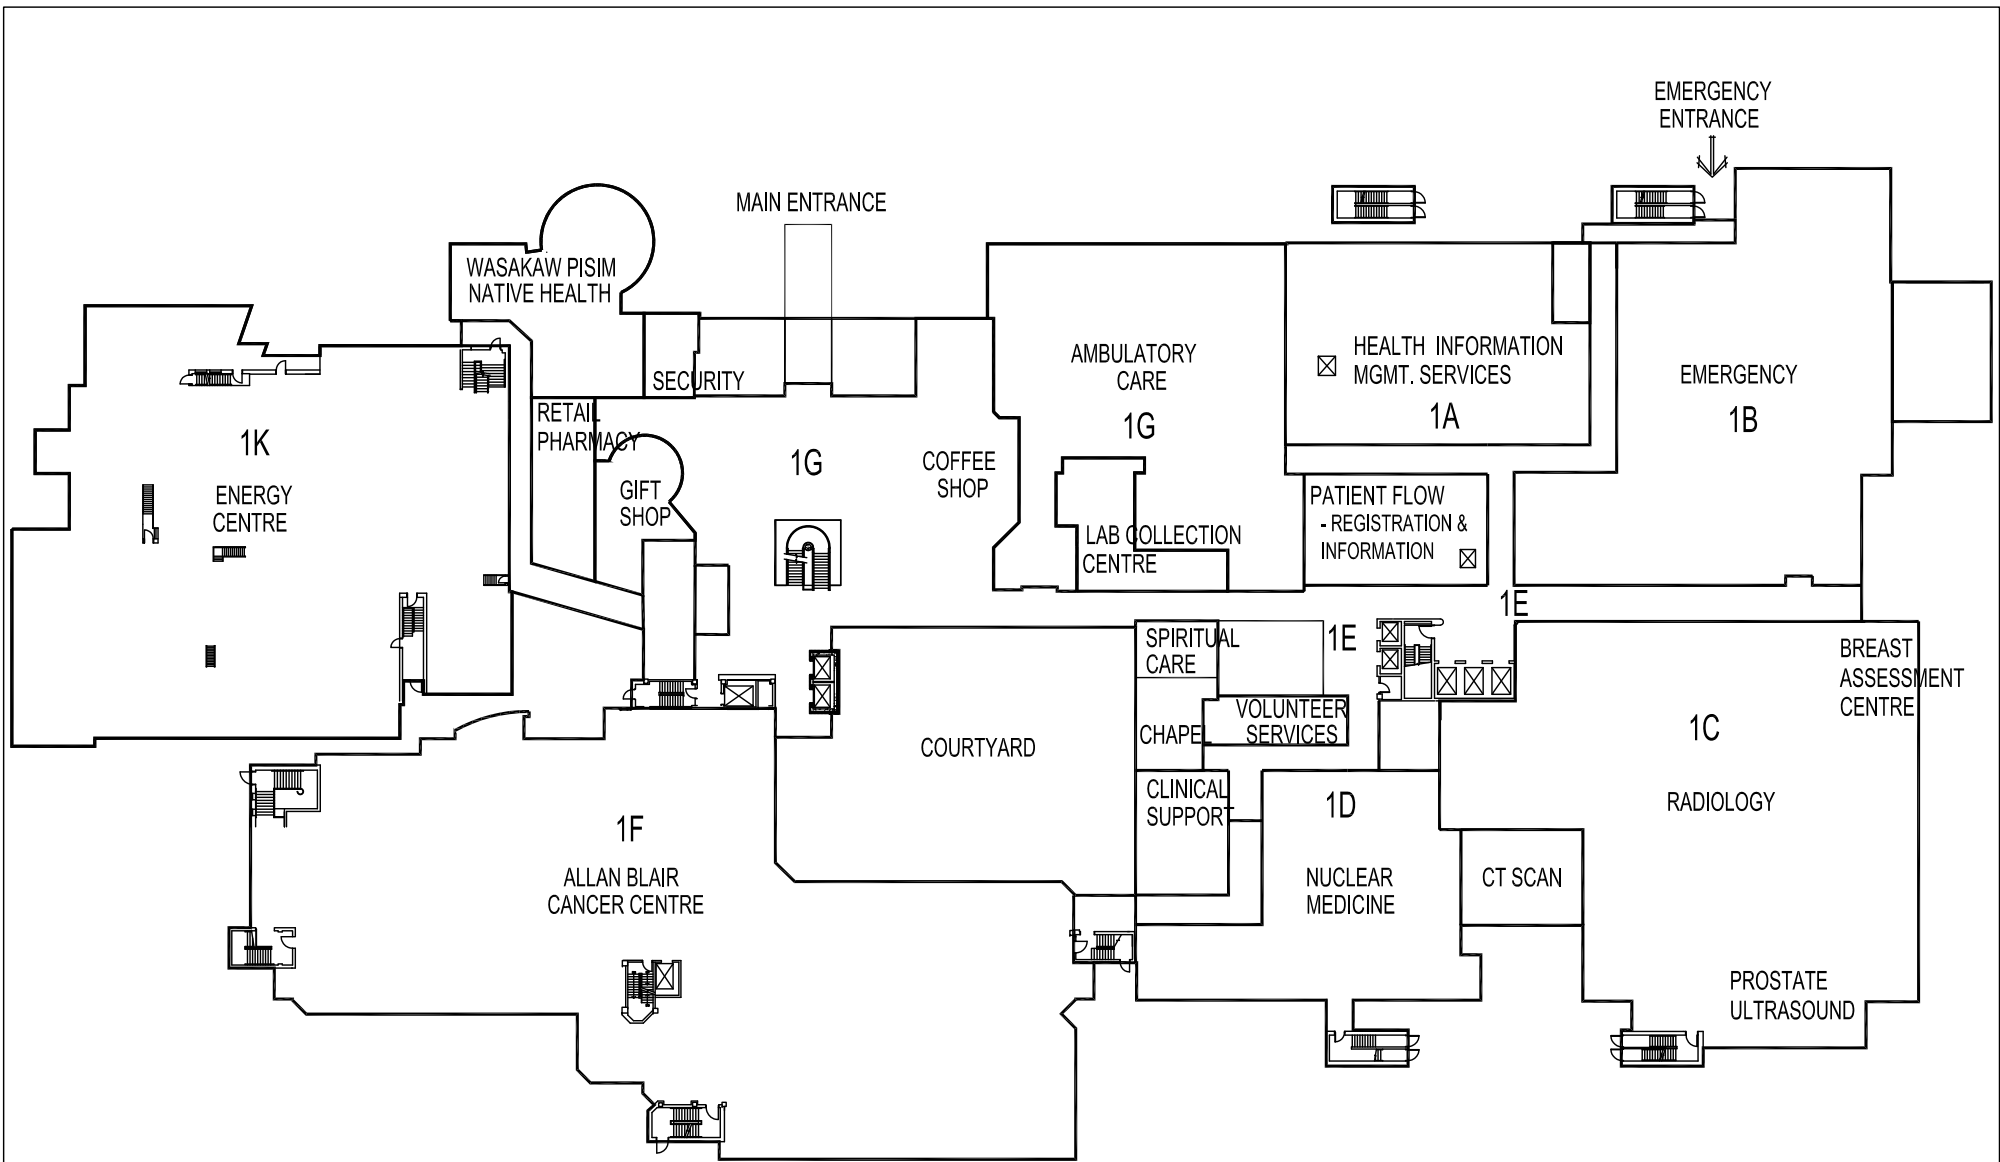 EMERGENCY
ENTRANCE
MAIN ENTRANCE
WASAKAW PISIM
NATIVE HEALTH
SECURITY
RETAIL
PHARMACY
GIFT
SHOP
1G
COFFEE
SHOP
AMBULATORY
CARE
1G
LAB COLLECTION
CENTRE
HEALTH INFORMATION
MGMT. SERVICES
1A
EMERGENCY
1B
PATIENT FLOW
- REGISTRATION &
INFORMATION
1K
ENERGY
CENTRE
1E
1E
SPIRITUAL
CARE
VOLUNTEER
SERVICES
CHAPEL
CLINICAL
SUPPORT
COURTYARD
BREAST
ASSESSMENT
CENTRE
1C
RADIOLOGY
1D
NUCLEAR
MEDICINE
CT SCAN
1F
ALLAN BLAIR
CANCER CENTRE
PROSTATE
ULTRASOUND